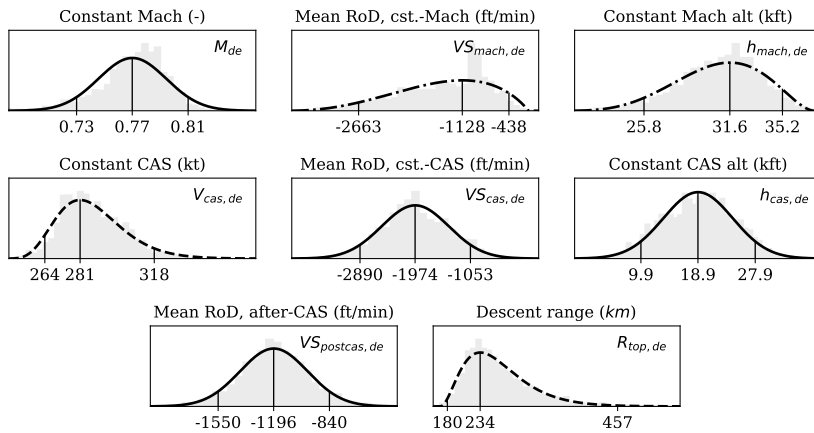 Constant Mach (-) Mean RoD, cst.-Mach (ft/min) Constant Mach alt (kft)
M_de VS_mach, de h_mach, de
0.73 0.77 0.81 -2663 -1128 -438 25.8 31.6 35.2
Constant CAS (kt) Mean RoD, cst.-CAS (ft/min) Constant CAS alt (kft)
V_cas, de VS_cas, de h_cas, de
264 281 318 -2890 -1974 -1053 9.9 18.9 27.9
Mean RoD, after-CAS (ft/min) Descent range (km)
VS_postcas, de R_top, de
-1550 -1196 -840 180 234 457